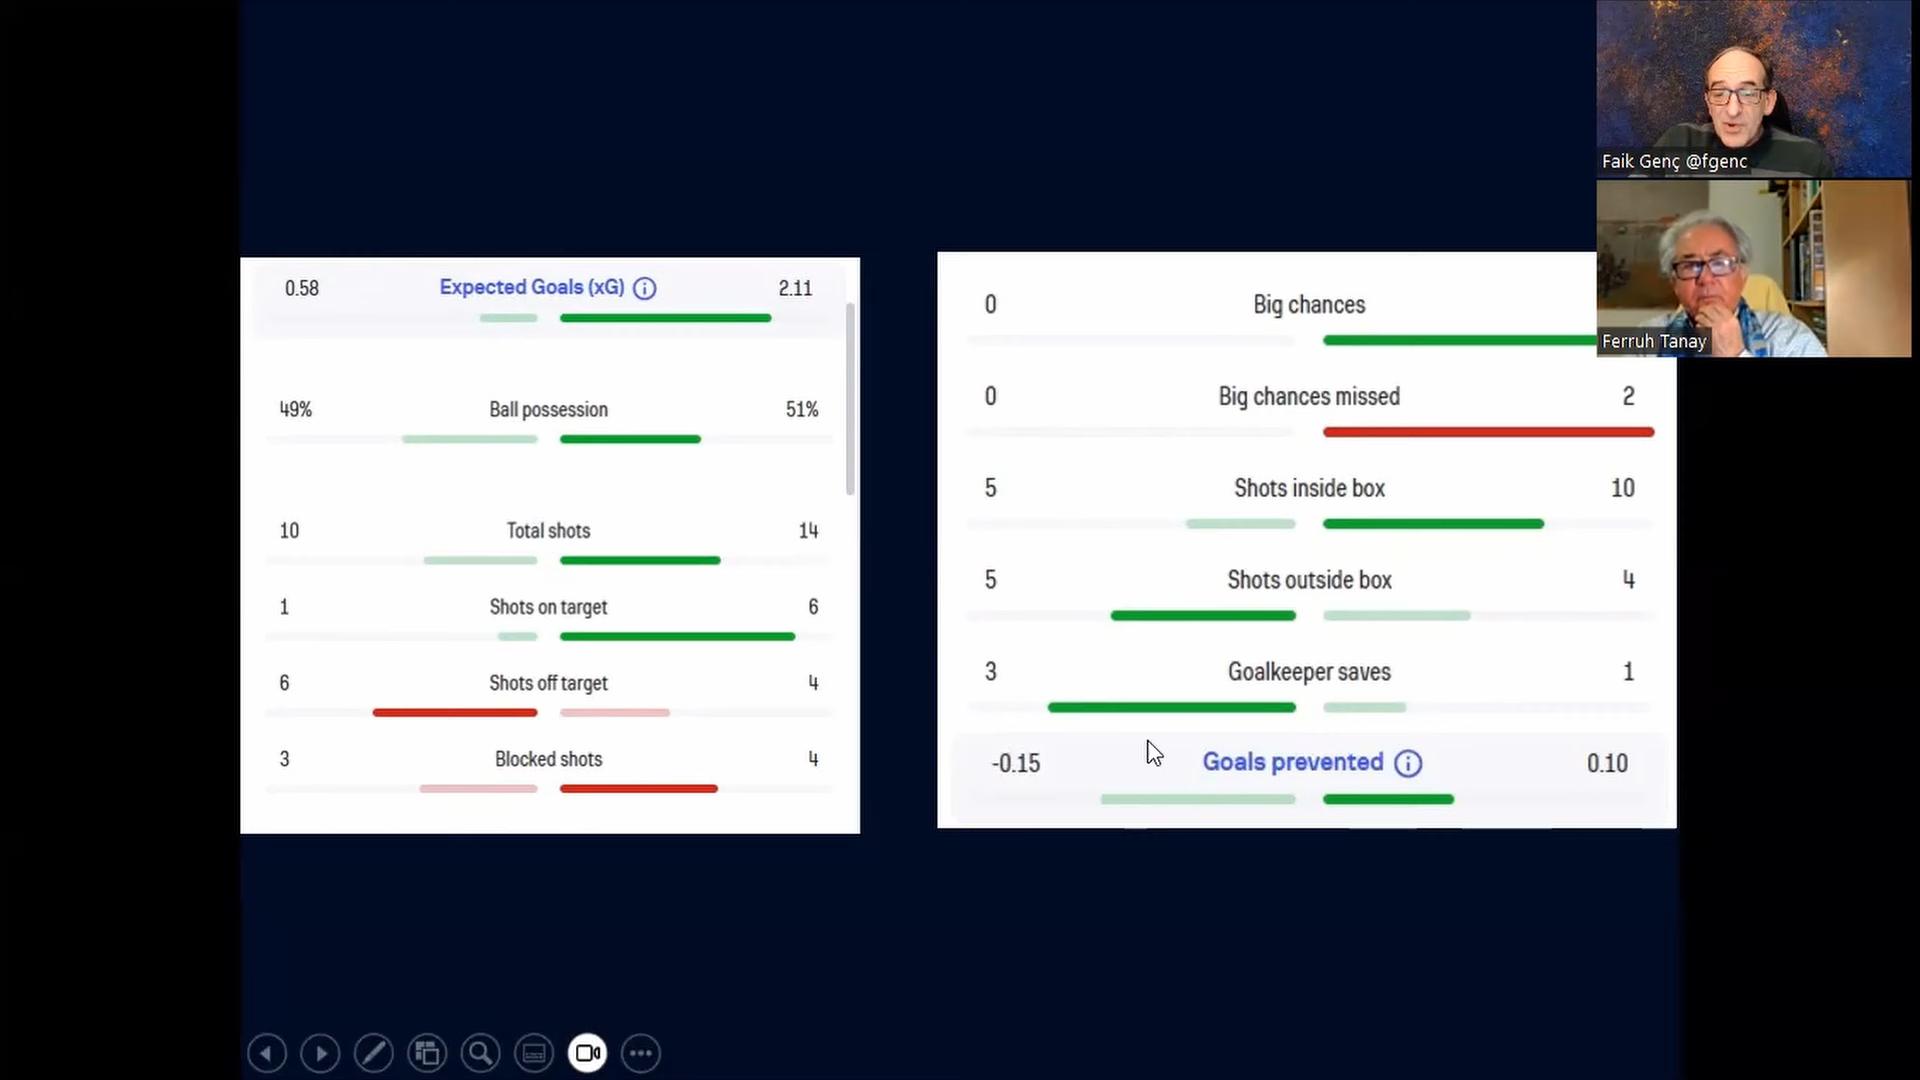 0.58 Expected Goals (xG) 2.11
49% Ball possession 51%
10 Total shots 14
1 Shots on target 6
6 Shots off target 4
3 Blocked shots 4
0 Big chances
0 Big chances missed 2
5 Shots inside box 10
5 Shots outside box 4
3 Goalkeeper saves 1
-0.15 Goals prevented 0.10
Faik Genç @fgenc
Ferruh Tanay